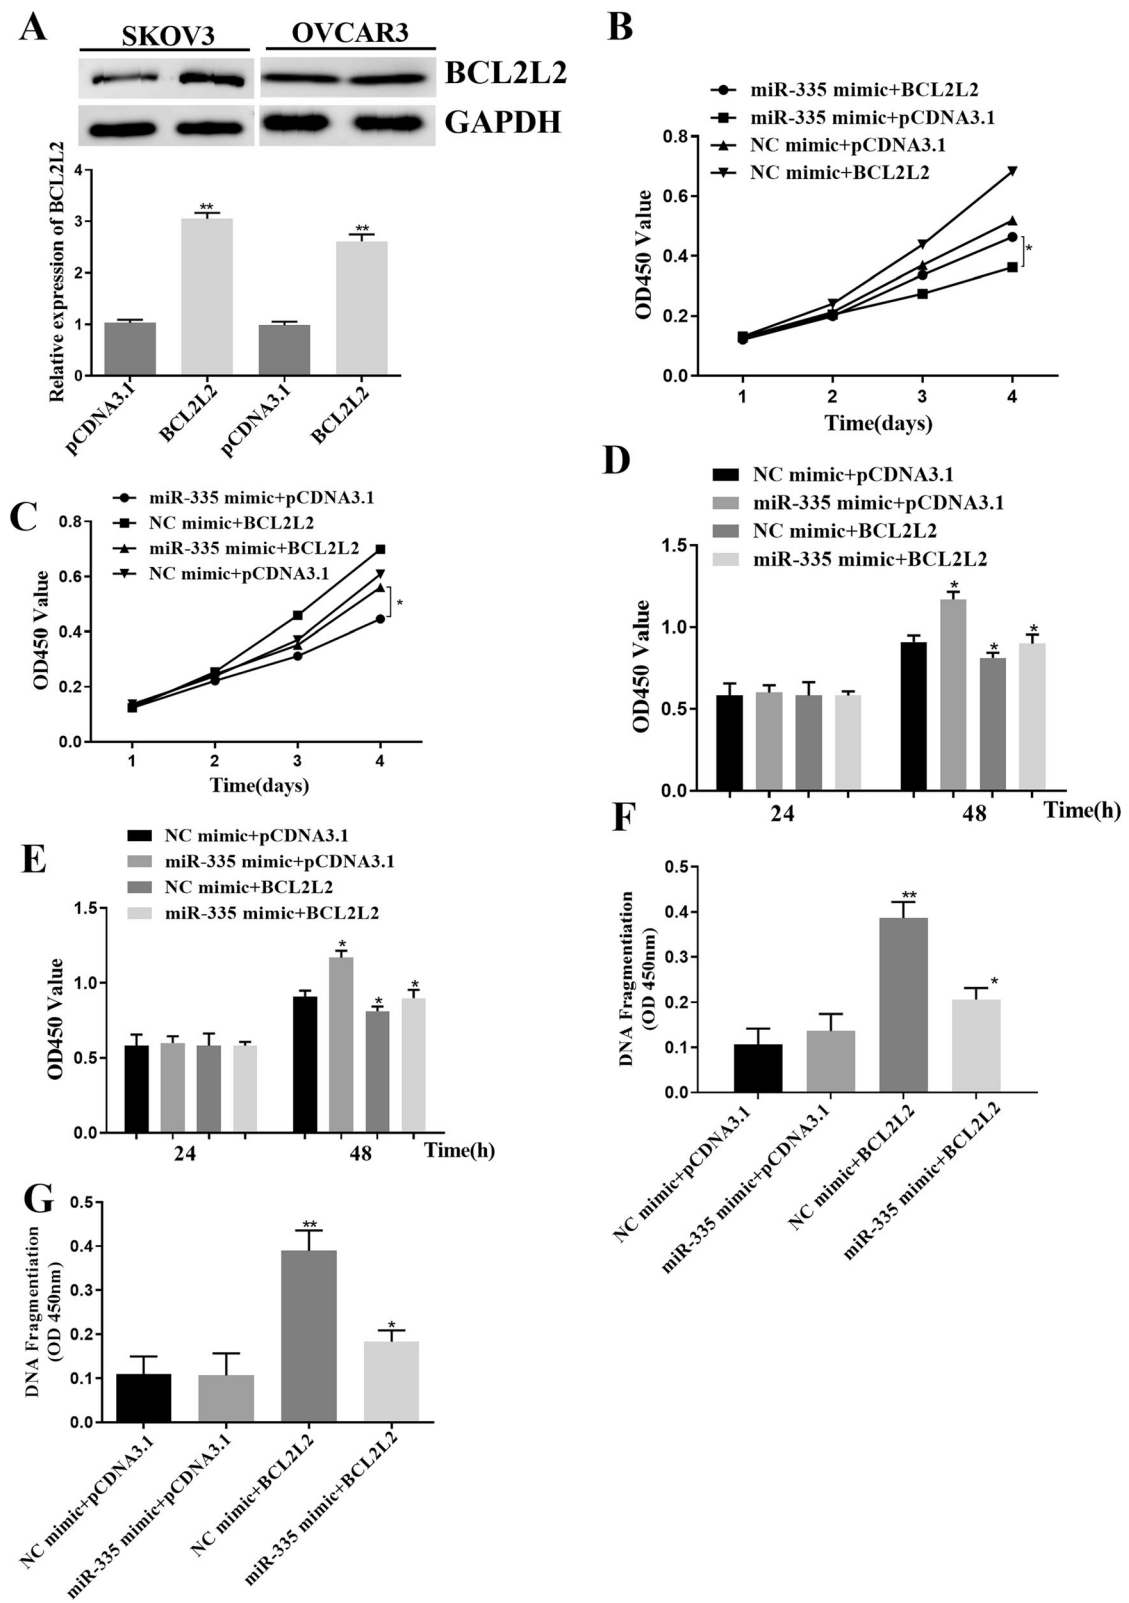 A
SKOV3
OVCAR3
BCL2L2
GAPDH
Relative expression of BCL2L2
4
3
2
1
0
**
**
pCDNA3.1
BCL2L2
pCDNA3.1
BCL2L2
B
miR-335 mimic+BCL2L2
miR-335 mimic+pCDNA3.1
NC mimic+pCDNA3.1
NC mimic+BCL2L2
OD450 Value
0.8
0.6
0.4
0.2
0.0
*
1 2 3 4
Time(days)
C
miR-335 mimic+pCDNA3.1
NC mimic+BCL2L2
miR-335 mimic+BCL2L2
NC mimic+pCDNA3.1
OD450 Value
0.8
0.6
0.4
0.2
0.0
*
1 2 3 4
Time(days)
D
NC mimic+pCDNA3.1
miR-335 mimic+pCDNA3.1
NC mimic+BCL2L2
miR-335 mimic+BCL2L2
OD450 Value
1.5
1.0
0.5
0.0
*
*
*
24 48 Time(h)
E
NC mimic+pCDNA3.1
miR-335 mimic+pCDNA3.1
NC mimic+BCL2L2
miR-335 mimic+BCL2L2
OD450 Value
1.5
1.0
0.5
0.0
*
*
*
24 48 Time(h)
F
DNA Fragmentiation
(OD 450nm)
0.5
0.4
0.3
0.2
0.1
0.0
**
*
NC mimic+pCDNA3.1
miR-335 mimic+pCDNA3.1
NC mimic+BCL2L2
miR-335 mimic+BCL2L2
G
DNA Fragmentiation
(OD 450nm)
0.5
0.4
0.3
0.2
0.1
0.0
**
*
NC mimic+pCDNA3.1
miR-335 mimic+pCDNA3.1
NC mimic+BCL2L2
miR-335 mimic+BCL2L2